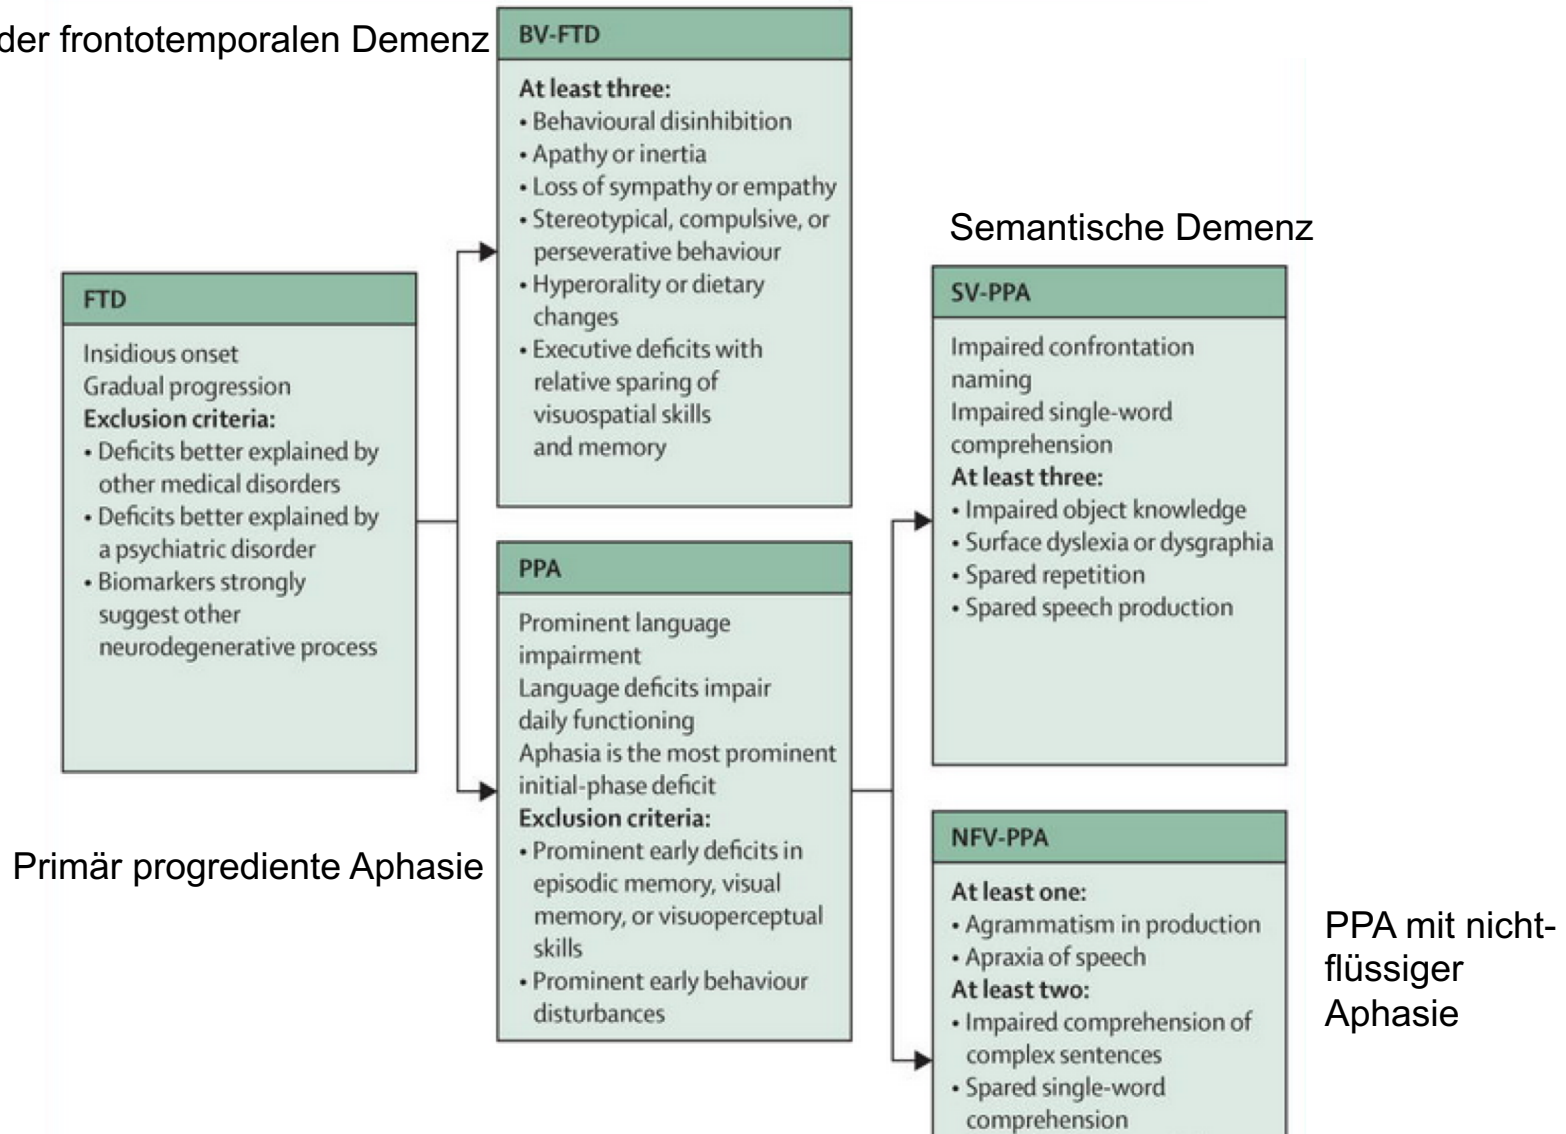 der frontotemporalen Demenz
BV-FTD
At least three:
• Behavioural disinhibition
• Apathy or inertia
• Loss of sympathy or empathy
• Stereotypical, compulsive, or
perseverative behaviour
• Hyperorality or dietary
changes
• Executive deficits with
relative sparing of
visuospatial skills
and memory
FTD
Insidious onset
Gradual progression
Exclusion criteria:
• Deficits better explained by
other medical disorders
• Deficits better explained by
a psychiatric disorder
• Biomarkers strongly
suggest other
neurodegenerative process
Primär progrediente Aphasie
PPA
Prominent language
impairment
Language deficits impair
daily functioning
Aphasia is the most prominent
initial-phase deficit
Exclusion criteria:
• Prominent early deficits in
episodic memory, visual
memory, or visuoperceptual
skills
• Prominent early behaviour
disturbances
Semantische Demenz
SV-PPA
Impaired confrontation
naming
Impaired single-word
comprehension
At least three:
• Impaired object knowledge
• Surface dyslexia or dysgraphia
• Spared repetition
• Spared speech production
NFV-PPA
At least one:
• Agrammatism in production
• Apraxia of speech
At least two:
• Impaired comprehension of
complex sentences
• Spared single-word
comprehension
PPA mit nicht-
flüssiger
Aphasie